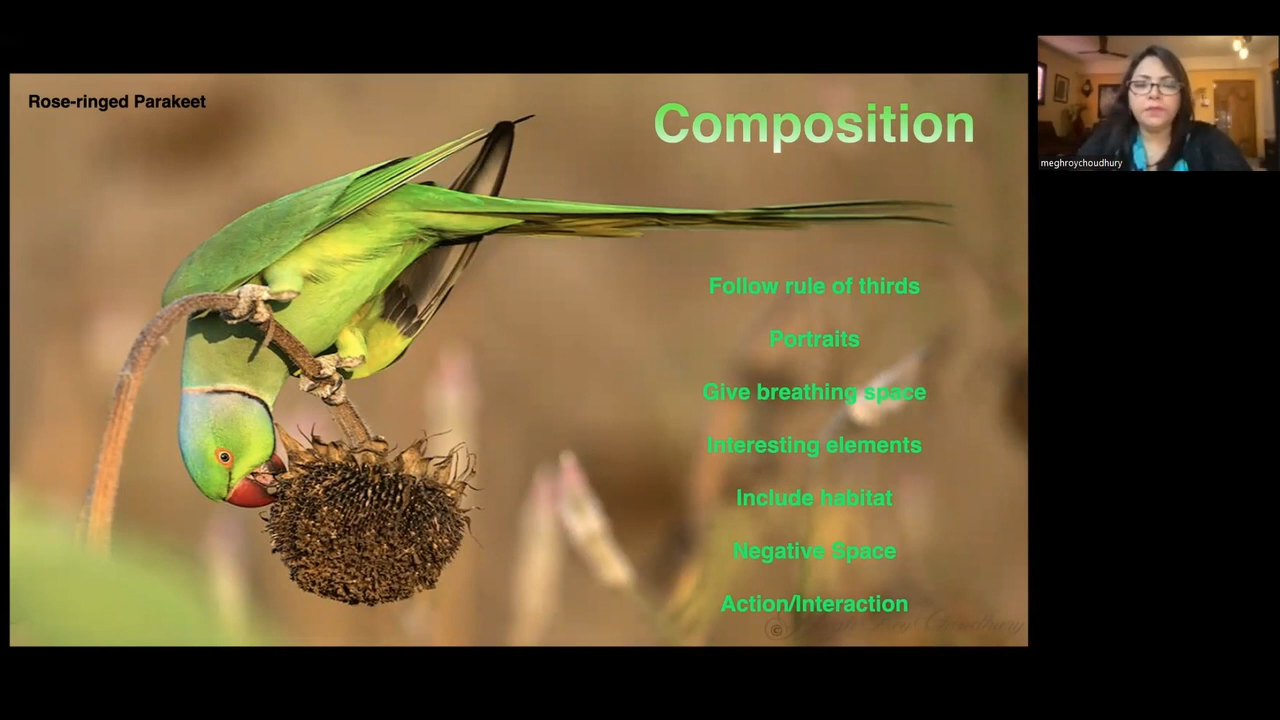 Rose-ringed Parakeet
Composition
meghroychoudhury
Follow rule of thirds
Portraits
Give breathing space
Interesting elements
Include habitat
Negative Space
Action/Interaction
© Choudhury